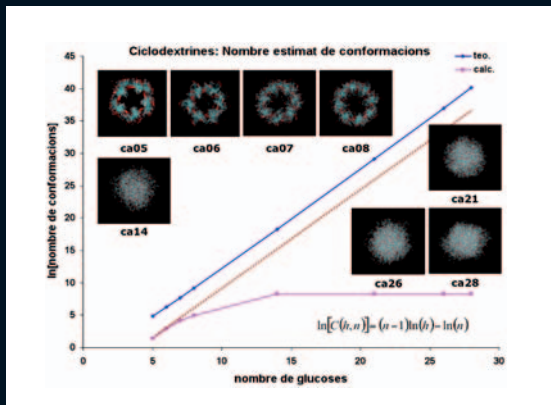 Ciclodextrines: Nombre estimat de conformacions
teo.
calc.
ca05 ca06 ca07 ca08
ca14
ca21
ca26 ca28
ln[C(h,n)]=(n−1)ln(h)−ln(n)
ln[nombre de conformacions]
45
40
35
30
25
20
15
10
5
0
0 5 10 15 20 25 30
nombre de glucoses